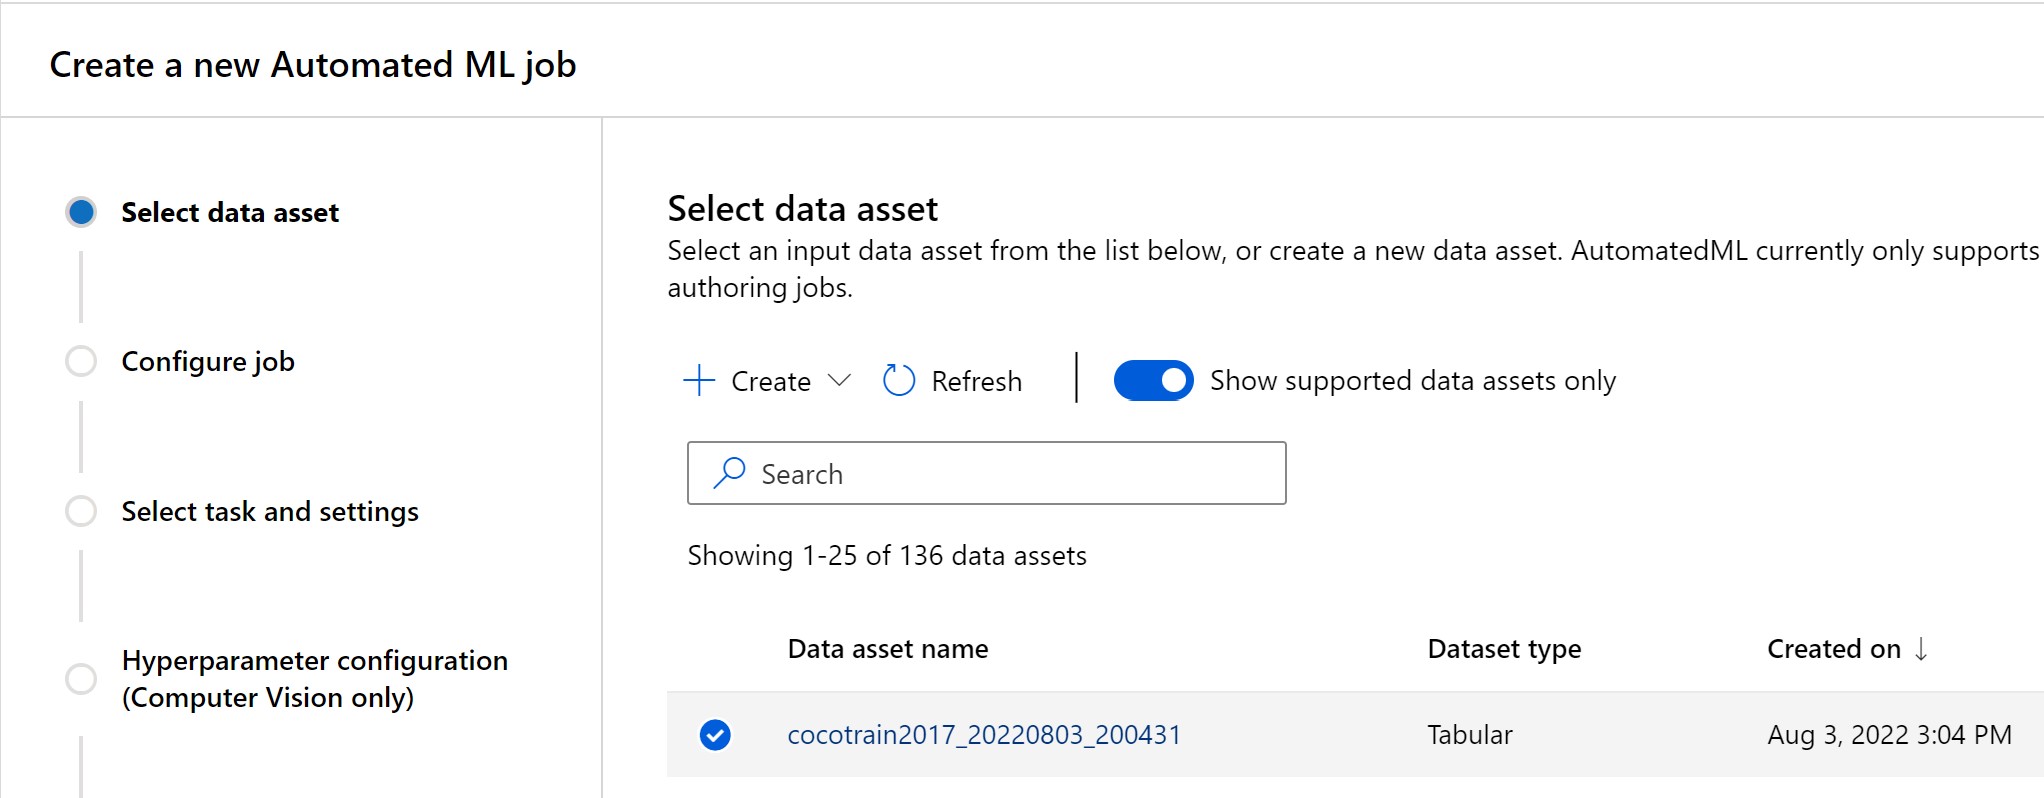 Create a new Automated ML job
Select data asset
Configure job
Select task and settings
Hyperparameter configuration
(Computer Vision only)
Select data asset
Select an input data asset from the list below, or create a new data asset. AutomatedML currently only supports
authoring jobs.
Create Refresh Show supported data assets only
Search
Showing 1-25 of 136 data assets
Data asset name Dataset type Created on ↓
cocotrain2017_20220803_200431 Tabular Aug 3, 2022 3:04 PM